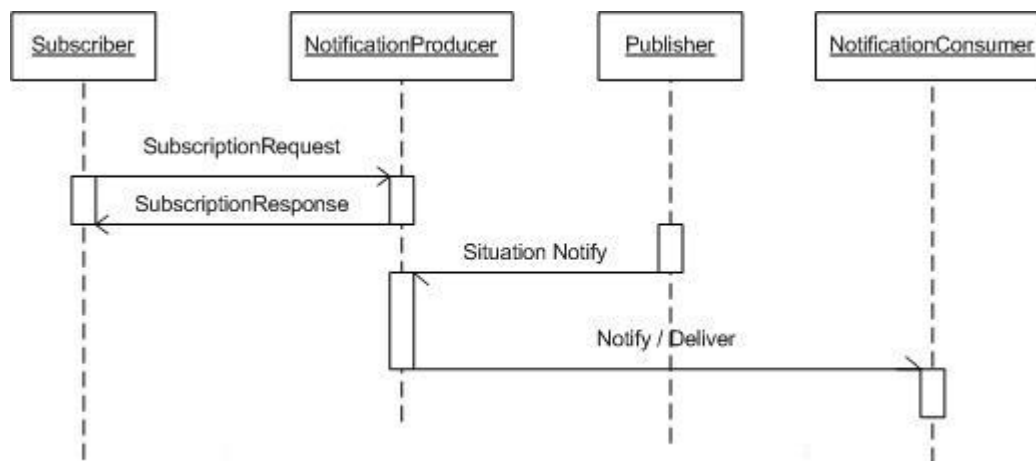 Subscriber
NotificationProducer
Publisher
NotificationConsumer
SubscriptionRequest
SubscriptionResponse
Situation Notify
Notify / Deliver